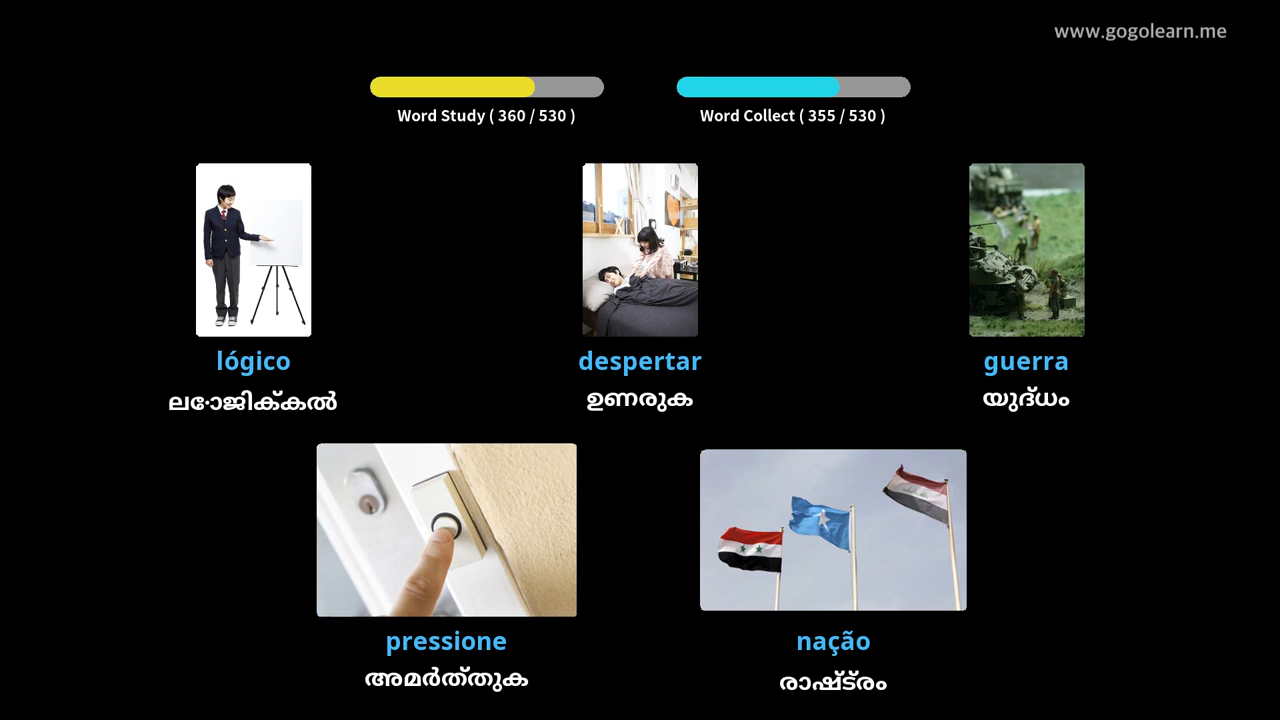 www.gogolearn.me
Word Study ( 360 / 530 )
Word Collect ( 355 / 530 )
lógico
despertar
guerra
ലോജിക്കൽ
ഉണരുക
യുദ്ധം
pressione
nação
അമർത്തുക
രാഷ്ട്രം